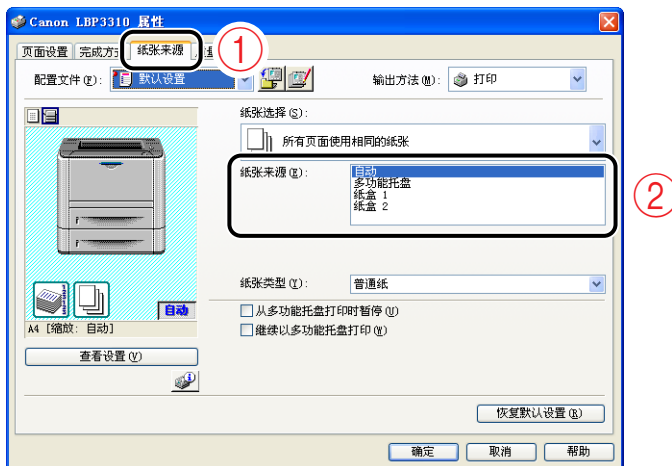 Canon LBP3310 属性
页面设置 完成方 纸张来源
①
配置文件(F): 默认设置 输出方法(M): 打印
纸张选择(S):
所有页面使用相同的纸张
纸张来源(E): 自动
多功能托盘
纸盒 1
纸盒 2
②
纸张类型(Y): 普通纸
自动
从多功能托盘打印时暂停(U)
A4 [缩放: 自动]
继续以多功能托盘打印(W)
查看设置(V)
恢复默认设置(R)
确定 取消 帮助